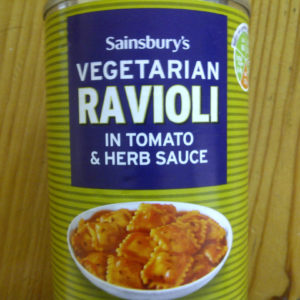 Sainsbury's
VEGETARIAN
RAVIOLI
IN TOMATO
& HERB SAUCE